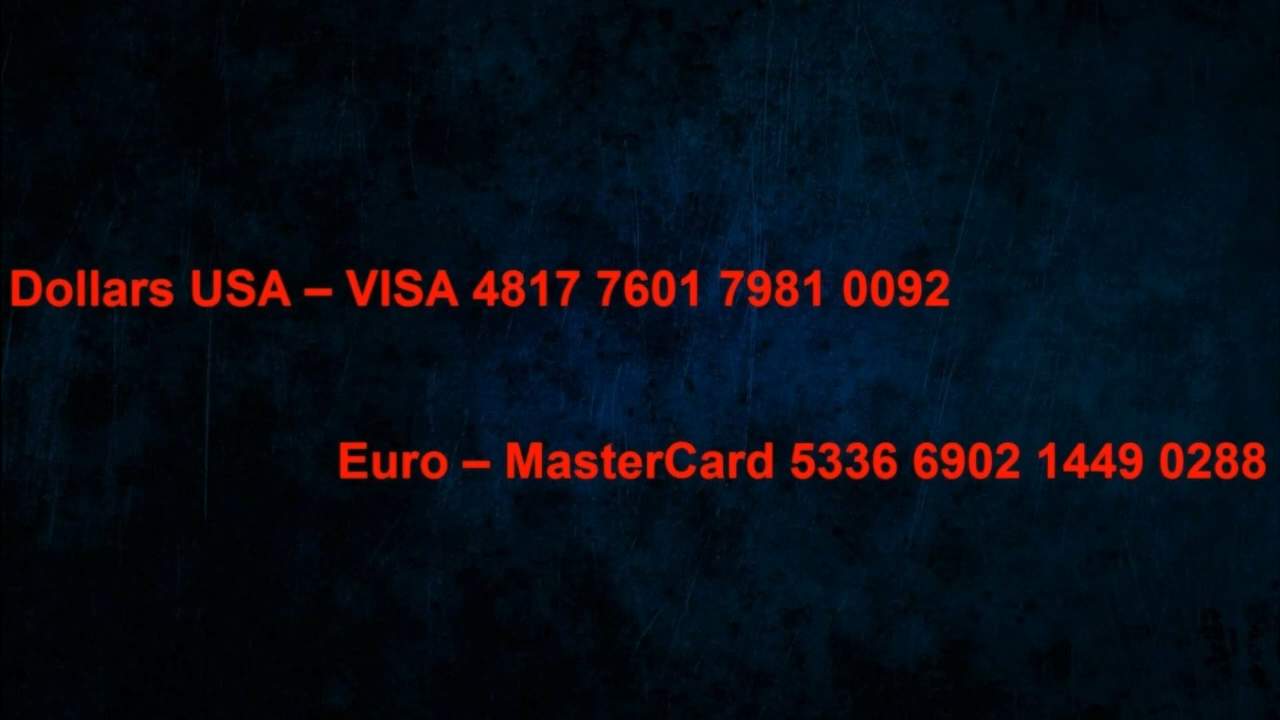 Dollars USA – VISA 4817 7601 7981 0092
Euro – MasterCard 5336 6902 1449 0288